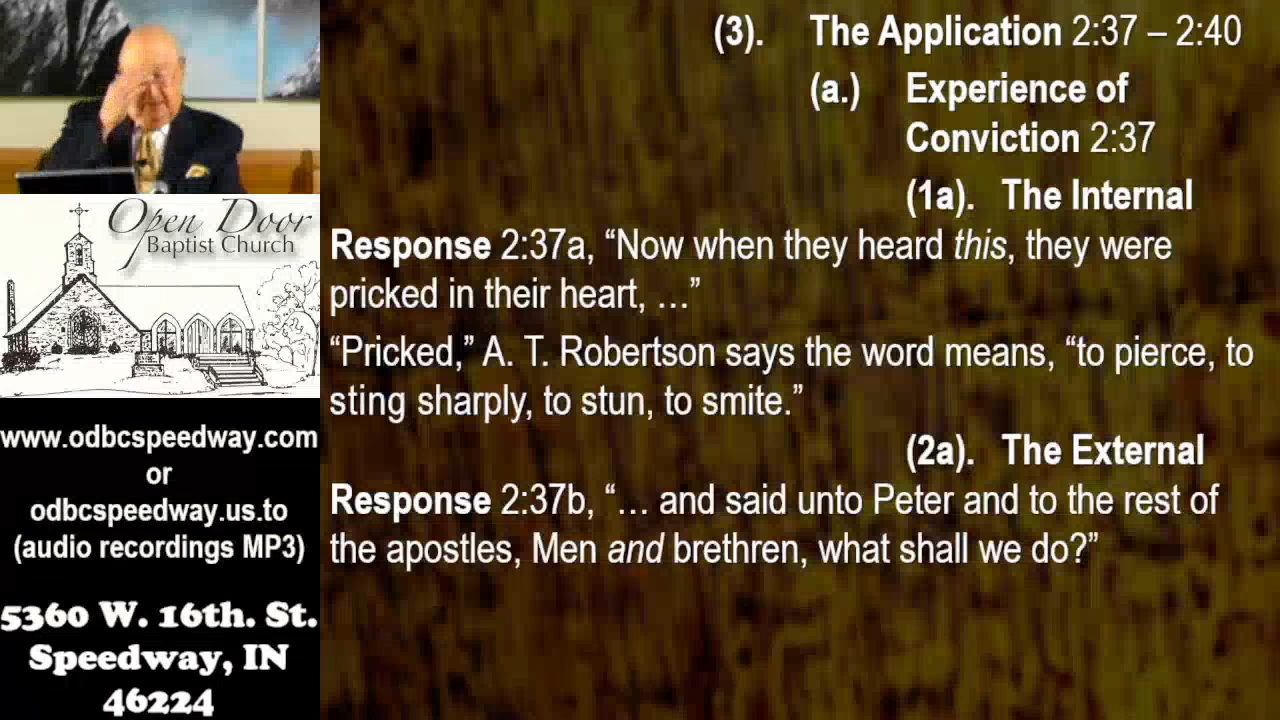 Open Door
Baptist Church
www.odbcspeedway.com
or
odbcspeedway.us.to
(audio recordings MP3)
5360 W. 16th. St.
Speedway, IN
46224
(3). The Application 2:37 – 2:40
(a.) Experience of
Conviction 2:37
(1a). The Internal
Response 2:37a, “Now when they heard this, they were
pricked in their heart, …”
“Pricked,” A. T. Robertson says the word means, “to pierce, to
sting sharply, to stun, to smite.”
(2a). The External
Response 2:37b, “… and said unto Peter and to the rest of
the apostles, Men and brethren, what shall we do?”